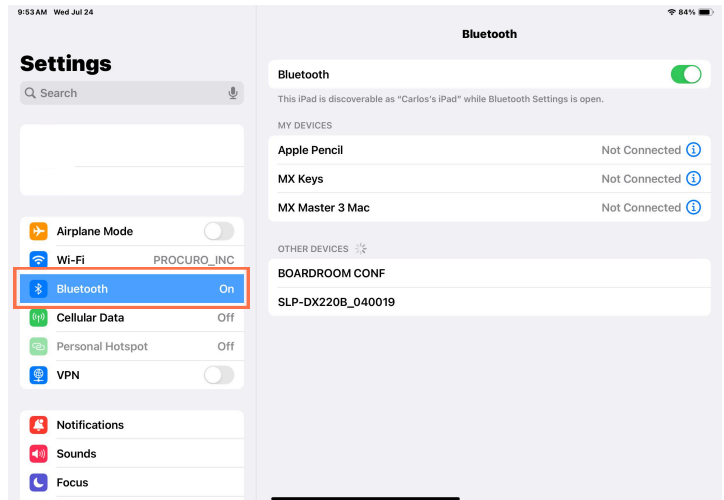 9:53 AM Wed Jul 24
84%
Settings
Search
Airplane Mode
Wi-Fi PROCURO_INC
Bluetooth On
Cellular Data Off
Personal Hotspot Off
VPN
Notifications
Sounds
Focus
Bluetooth
Bluetooth
This iPad is discoverable as "Carlos's iPad" while Bluetooth Settings is open.
MY DEVICES
Apple Pencil Not Connected
MX Keys Not Connected
MX Master 3 Mac Not Connected
OTHER DEVICES
BOARDROOM CONF
SLP-DX220B_040019